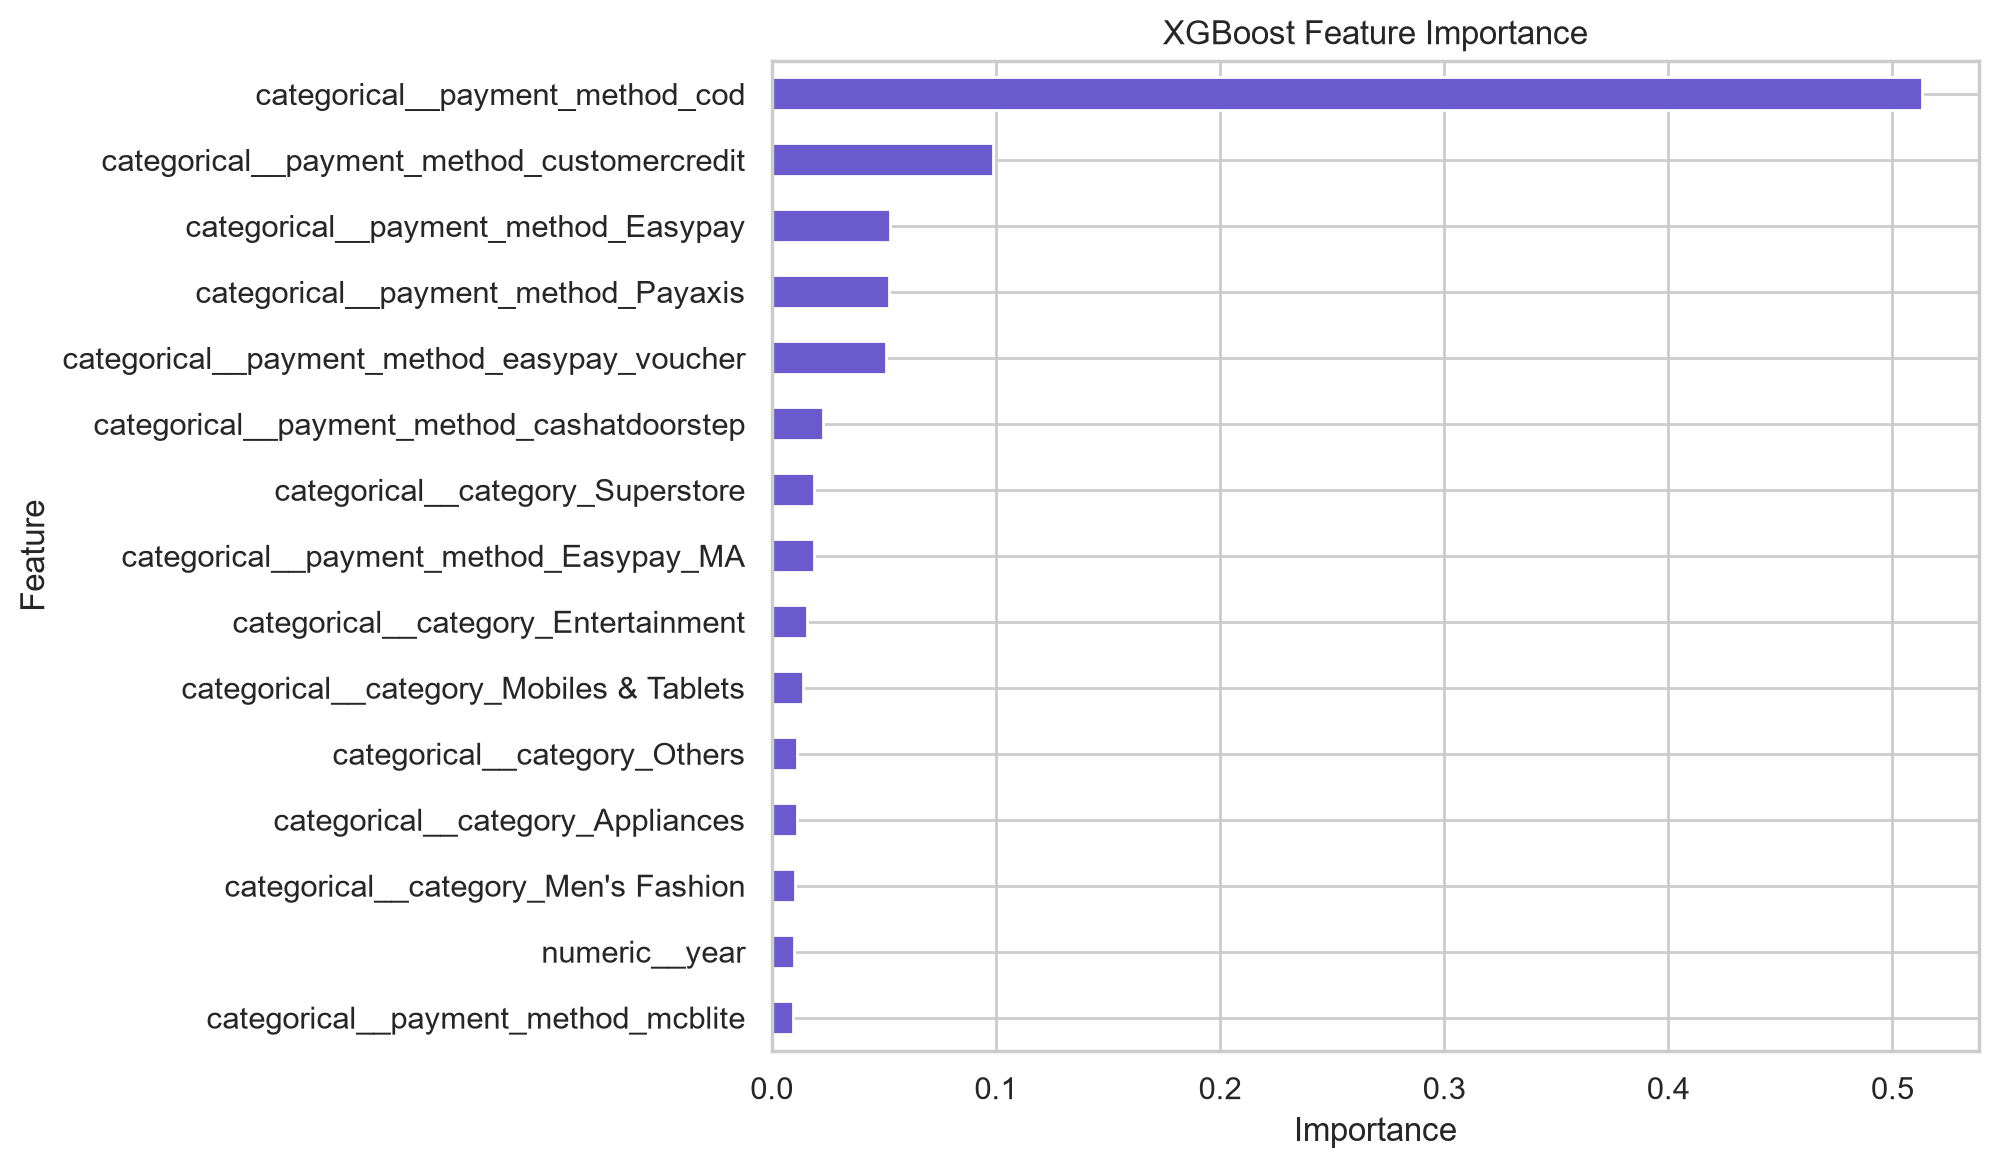 XGBoost Feature Importance
categorical__payment_method_cod
categorical__payment_method_customercredit
categorical__payment_method_Easypay
categorical__payment_method_Payaxis
categorical__payment_method_easypay_voucher
categorical__payment_method_cashatdoorstep
categorical__category_Superstore
categorical__payment_method_Easypay_MA
categorical__category_Entertainment
categorical__category_Mobiles & Tablets
categorical__category_Others
categorical__category_Appliances
categorical__category_Men's Fashion
numeric__year
categorical__payment_method_mcblite
Feature
0.0 0.1 0.2 0.3 0.4 0.5
Importance